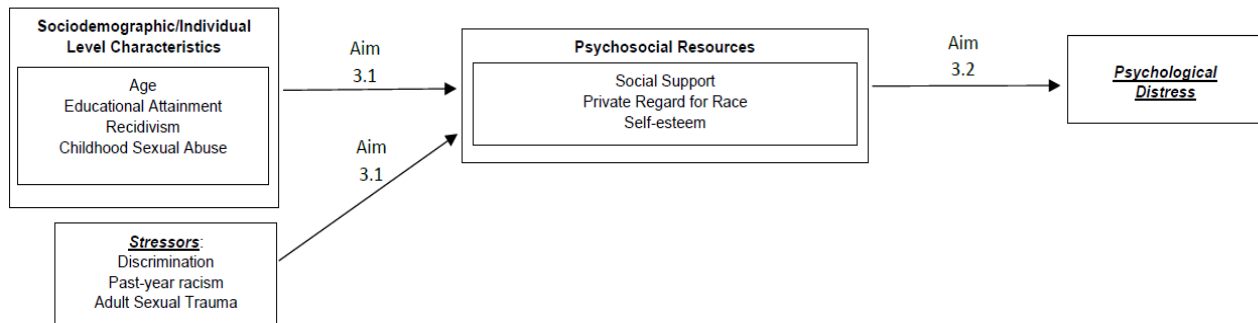 Sociodemographic/Individual
Level Characteristics
Age
Educational Attainment
Recidivism
Childhood Sexual Abuse
Aim
3.1
Aim
3.1
Stressors:
Discrimination
Past-year racism
Adult Sexual Trauma
Psychosocial Resources
Social Support
Private Regard for Race
Self-esteem
Aim
3.2
Psychological
Distress